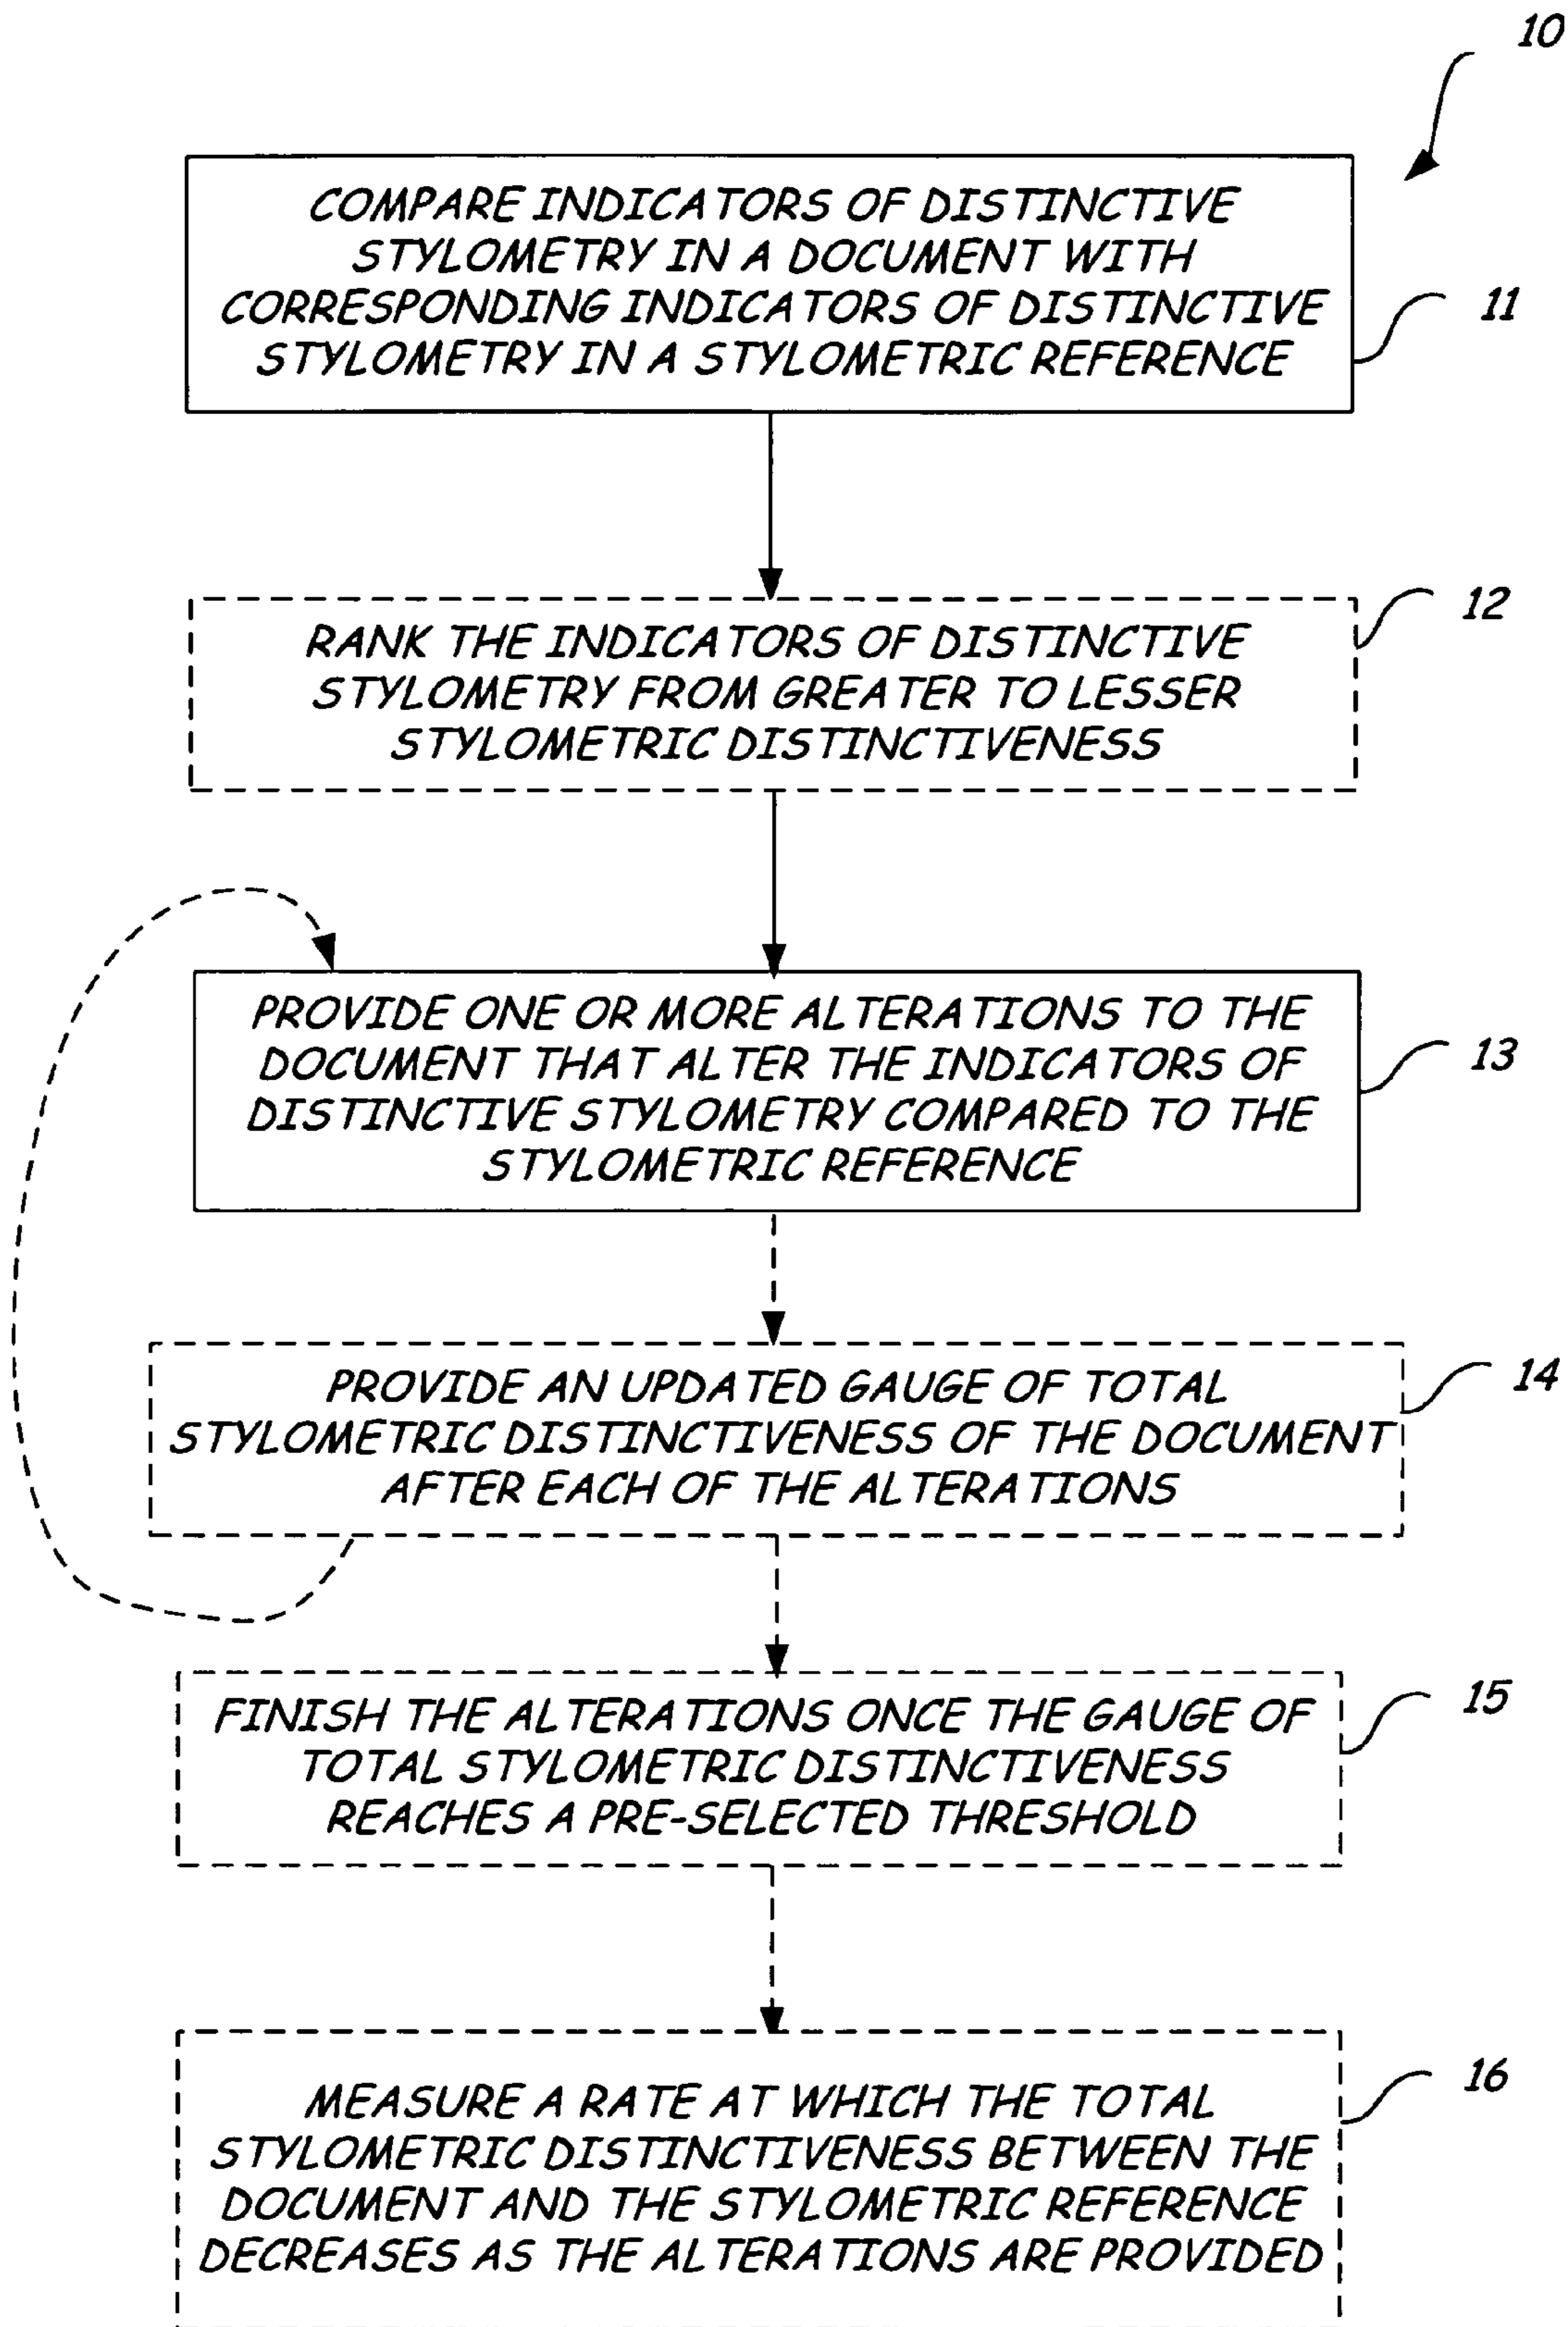 10
COMPARE INDICATORS OF DISTINCTIVE
STYLOMETRY IN A DOCUMENT WITH
CORRESPONDING INDICATORS OF DISTINCTIVE
STYLOMETRY IN A STYLOMETRIC REFERENCE
11
RANK THE INDICATORS OF DISTINCTIVE
STYLOMETRY FROM GREATER TO LESSER
STYLOMETRIC DISTINCTIVENESS
12
PROVIDE ONE OR MORE ALTERATIONS TO THE
DOCUMENT THAT ALTER THE INDICATORS OF
DISTINCTIVE STYLOMETRY COMPARED TO THE
STYLOMETRIC REFERENCE
13
PROVIDE AN UPDATED GAUGE OF TOTAL
STYLOMETRIC DISTINCTIVENESS OF THE DOCUMENT
AFTER EACH OF THE ALTERATIONS
14
FINISH THE ALTERATIONS ONCE THE GAUGE OF
TOTAL STYLOMETRIC DISTINCTIVENESS
REACHES A PRE-SELECTED THRESHOLD
15
MEASURE A RATE AT WHICH THE TOTAL
STYLOMETRIC DISTINCTIVENESS BETWEEN THE
DOCUMENT AND THE STYLOMETRIC REFERENCE
DECREASES AS THE ALTERATIONS ARE PROVIDED
16